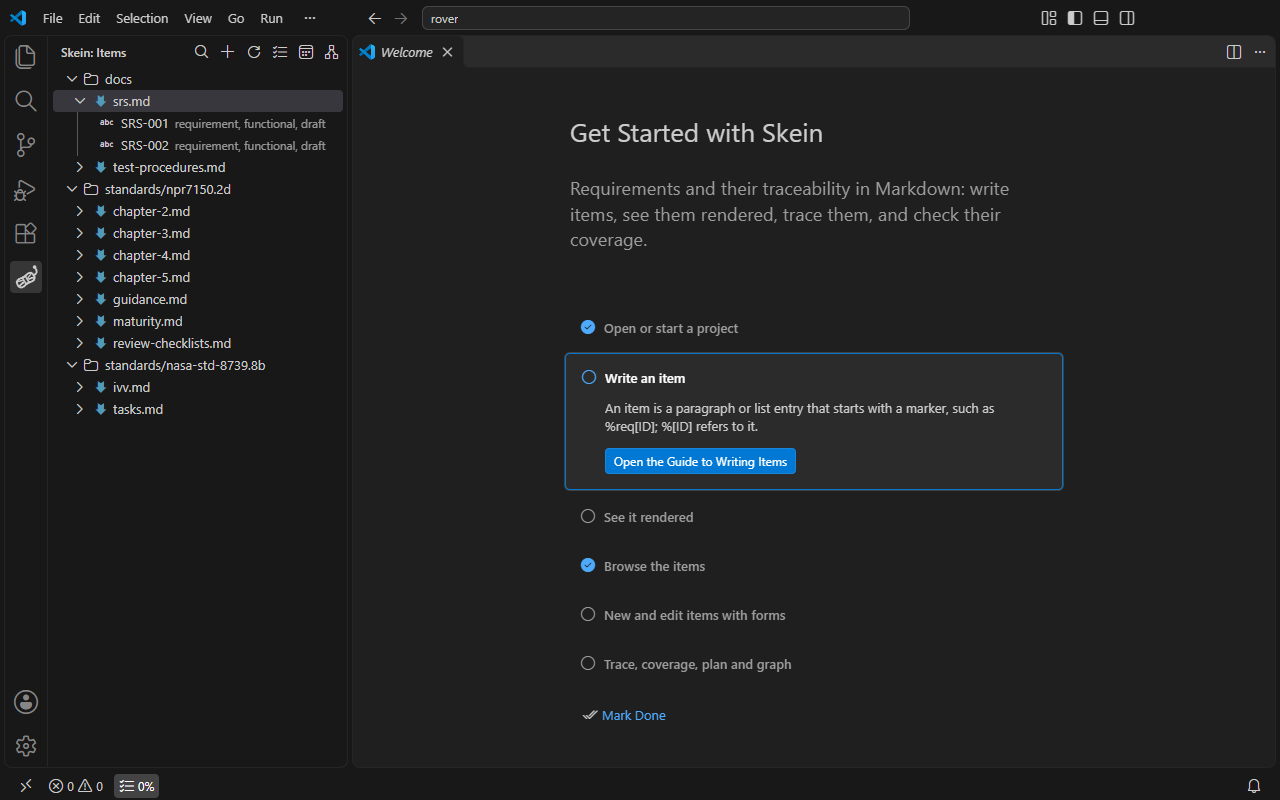 File Edit Selection View Go Run ···
rover
Skein: Items
docs
srs.md
abc SRS-001 requirement, functional, draft
abc SRS-002 requirement, functional, draft
test-procedures.md
standards/npr7150.2d
chapter-2.md
chapter-3.md
chapter-4.md
chapter-5.md
guidance.md
maturity.md
review-checklists.md
standards/nasa-std-8739.8b
ivv.md
tasks.md
Welcome
Get Started with Skein
Requirements and their traceability in Markdown: write
items, see them rendered, trace them, and check their
coverage.
Open or start a project
Write an item
An item is a paragraph or list entry that starts with a marker, such as
%req[ID]; %[ID] refers to it.
Open the Guide to Writing Items
See it rendered
Browse the items
New and edit items with forms
Trace, coverage, plan and graph
Mark Done
0 0 0%